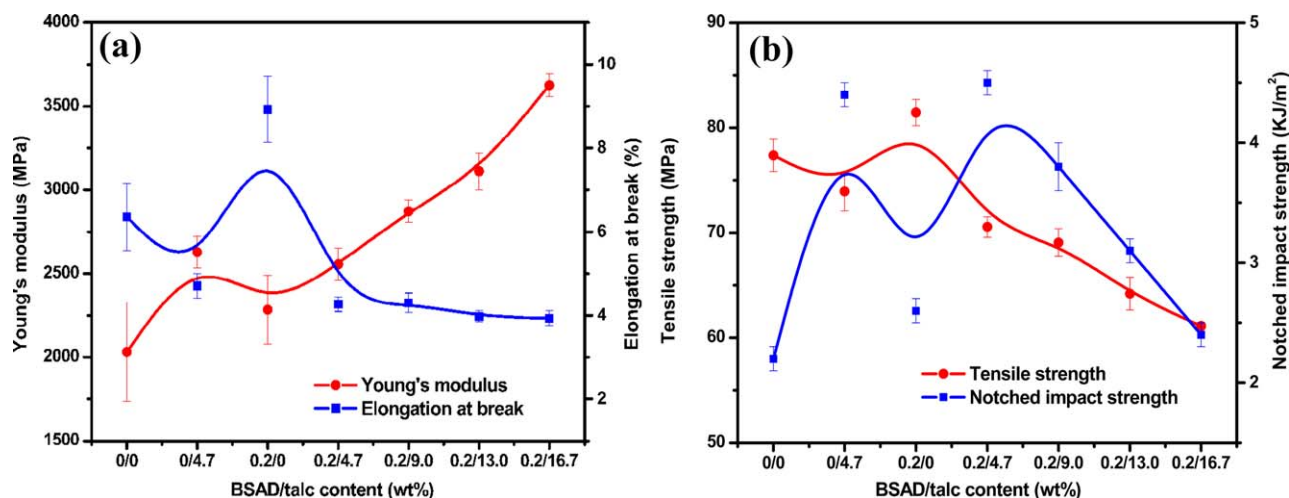 (a)
4000
3500
3000
2500
2000
1500
Young's modulus (MPa)
10
8
6
4
2
Elongation at break (%)
Young's modulus
Elongation at break
0/0 0/4.7 0.2/0 0.2/4.7 0.2/9.0 0.2/13.0 0.2/16.7
BSAD/talc content (wt%)
(b)
90
80
70
60
50
Tensile strength (MPa)
5
4
3
2
Notched impact strength (KJ/m²)
Tensile strength
Notched impact strength
0/0 0/4.7 0.2/0 0.2/4.7 0.2/9.0 0.2/13.0 0.2/16.7
BSAD/talc content (wt%)